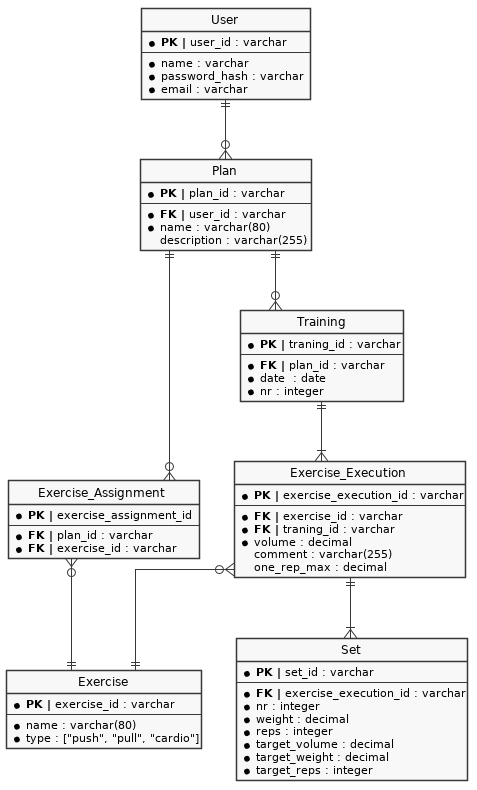 User
PK | user_id : varchar
name : varchar
password_hash : varchar
email : varchar
Plan
PK | plan_id : varchar
FK | user_id : varchar
name : varchar(80)
description : varchar(255)
Training
PK | traning_id : varchar
FK | plan_id : varchar
date  : date
nr : integer
Exercise_Assignment
PK | exercise_assignment_id
FK | plan_id : varchar
FK | exercise_id : varchar
Exercise_Execution
PK | exercise_execution_id : varchar
FK | exercise_id : varchar
FK | traning_id : varchar
volume : decimal
comment : varchar(255)
one_rep_max : decimal
Exercise
PK | exercise_id : varchar
name : varchar(80)
type : ["push", "pull", "cardio"]
Set
PK | set_id : varchar
FK | exercise_execution_id : varchar
nr : integer
weight : decimal
reps : integer
target_volume : decimal
target_weight : decimal
target_reps : integer